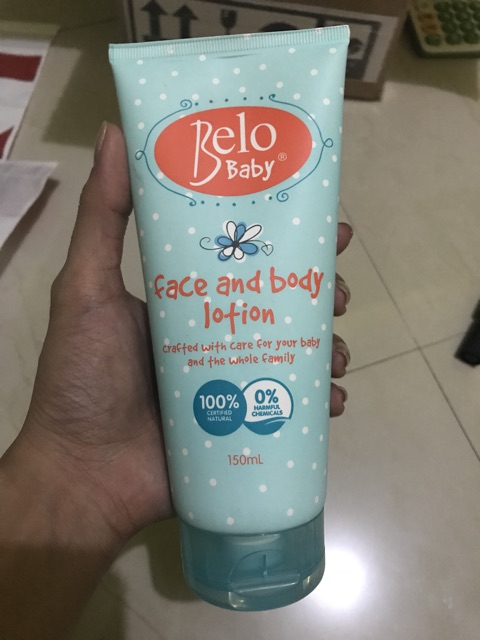 Belo
Baby®
face and body
lotion
crafted with care for your baby
and the whole family
100%
CERTIFIED
NATURAL
0%
HARMFUL
CHEMICALS
150mL